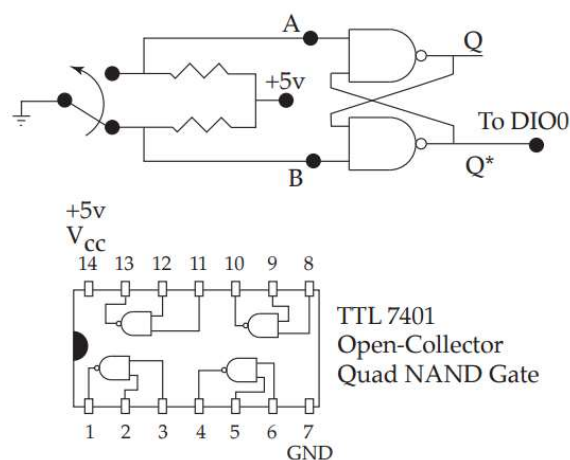 A
Q
+5v
To DIO0
B
Q*
+5v
VCC
14 13 12 11 10 9 8
TTL 7401
Open-Collector
Quad NAND Gate
1 2 3 4 5 6 7
GND